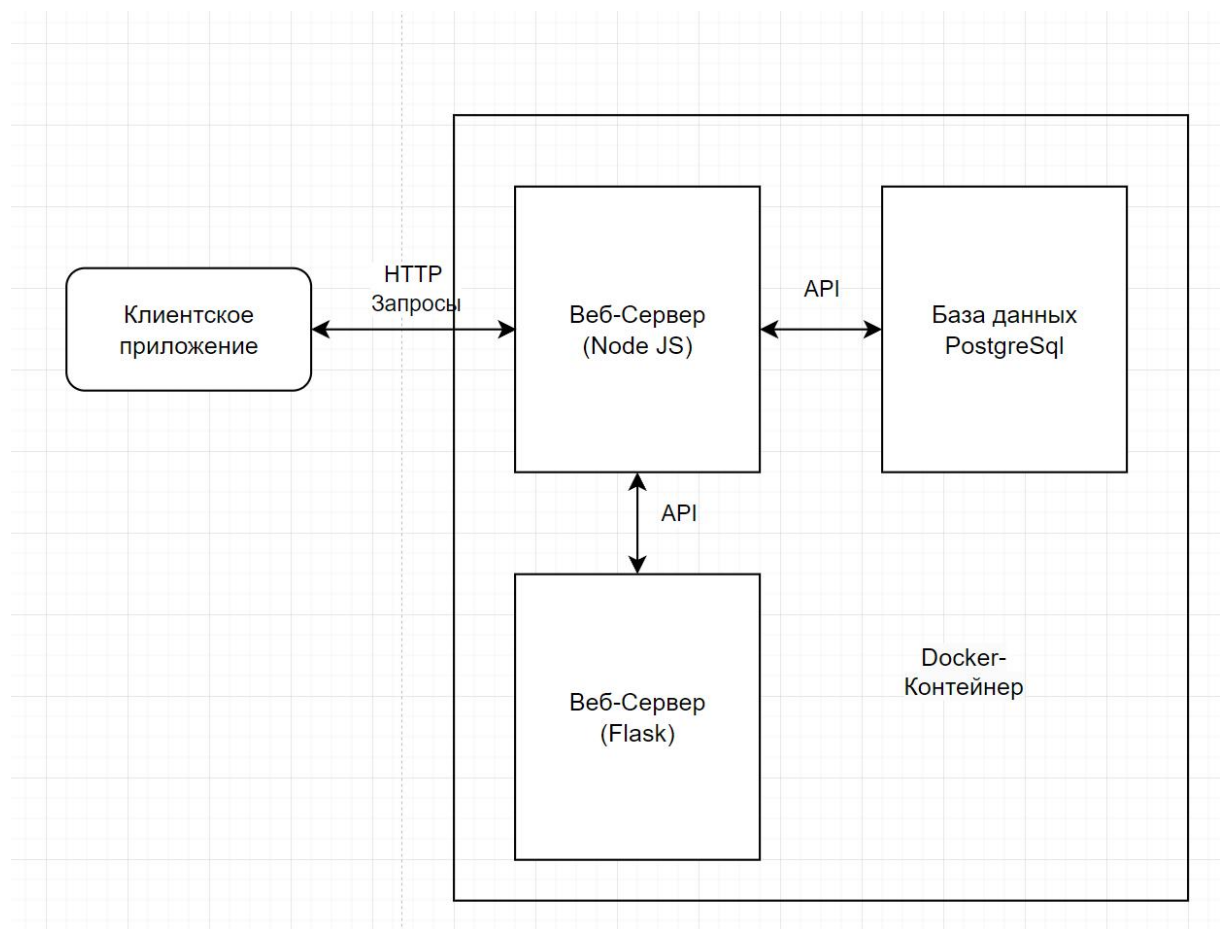 HTTP
Запросы
Клиентское
приложение
Веб-Сервер
(Node JS)
API
База данных
PostgreSql
API
Веб-Сервер
(Flask)
Docker-
Контейнер